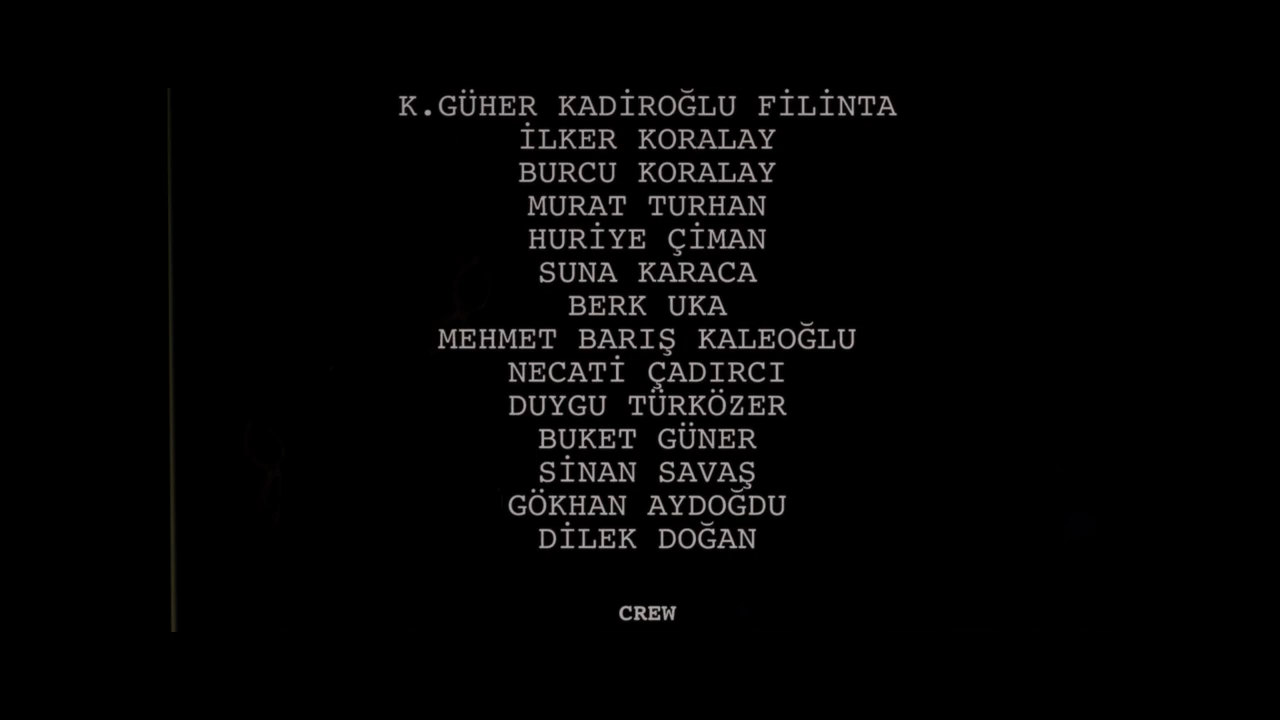 K.GÜHER KADİROĞLU FİLİNTA
İLKER KORALAY
BURCU KORALAY
MURAT TURHAN
HURİYE ÇİMAN
SUNA KARACA
BERK UKA
MEHMET BARIŞ KALEOĞLU
NECATİ ÇADIRCI
DUYGU TÜRKÖZER
BUKET GÜNER
SİNAN SAVAŞ
GÖKHAN AYDOĞDU
DİLEK DOĞAN
CREW